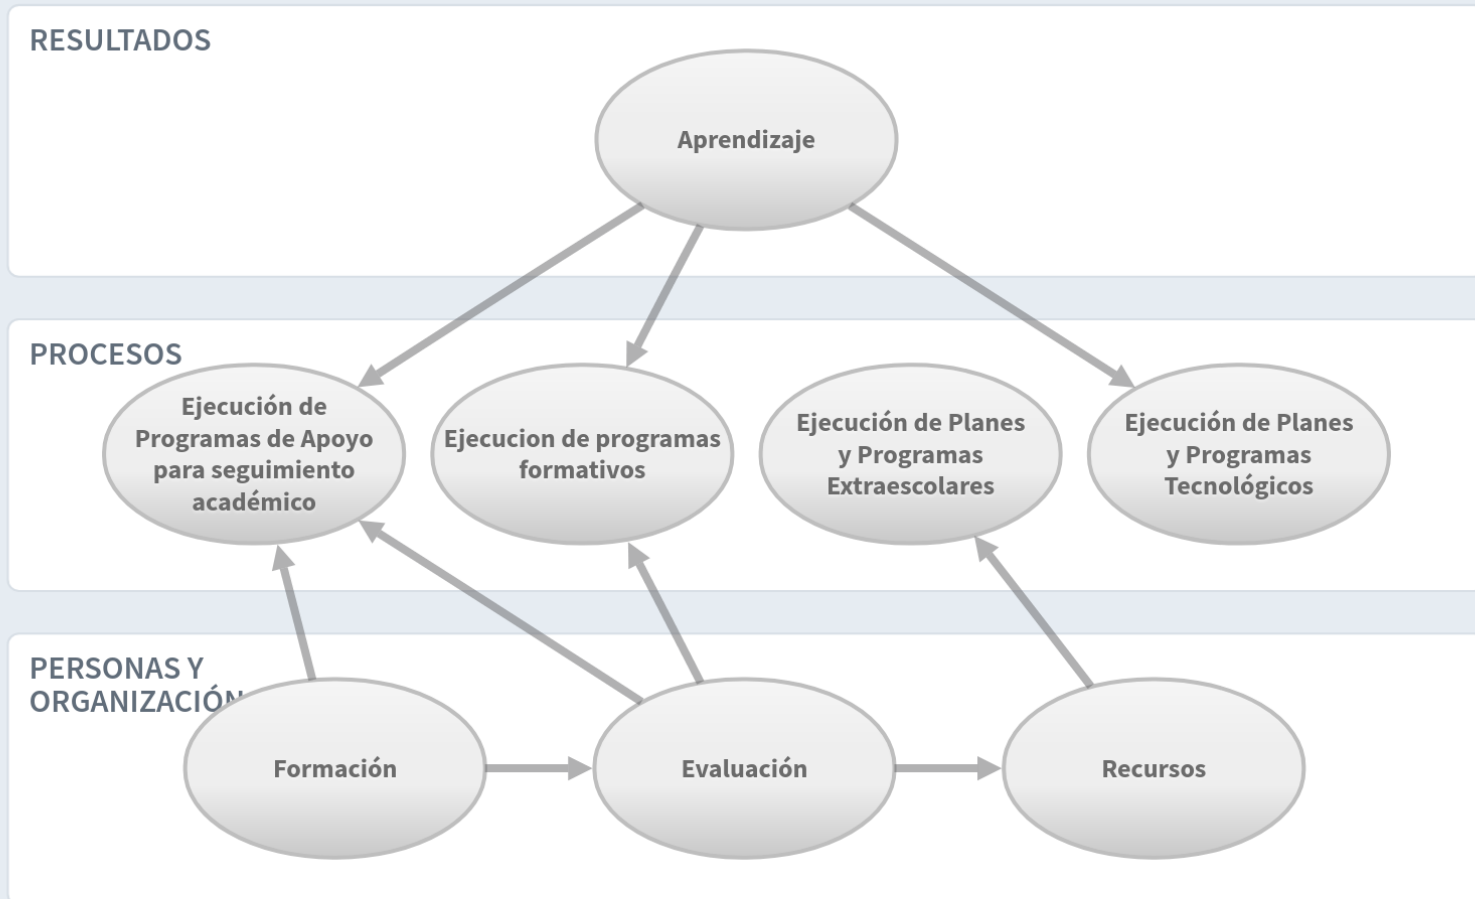 RESULTADOS
Aprendizaje
PROCESOS
Ejecución de
Programas de Apoyo
para seguimiento
académico
Ejecucion de programas
formativos
Ejecución de Planes
y Programas
Extraescolares
Ejecución de Planes
y Programas
Tecnológicos
PERSONAS Y
ORGANIZACIÓN
Formación
Evaluación
Recursos